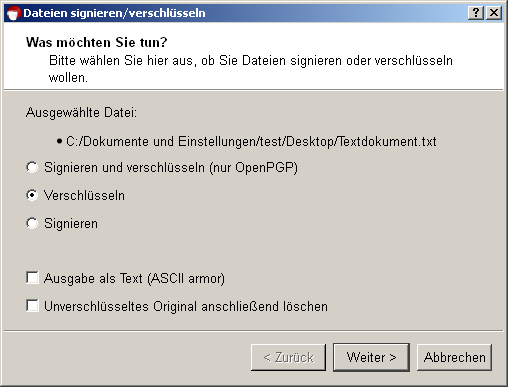 Dateien signieren/verschlüsseln
Was möchten Sie tun?
Bitte wählen Sie hier aus, ob Sie Dateien signieren oder verschlüsseln
wollen.
Ausgewählte Datei:
• C:/Dokumente und Einstellungen/test/Desktop/Textdokument.txt
Signieren und verschlüsseln (nur OpenPGP)
Verschlüsseln
Signieren
Ausgabe als Text (ASCII armor)
Unverschlüsseltes Original anschließend löschen
< Zurück Weiter > Abbrechen